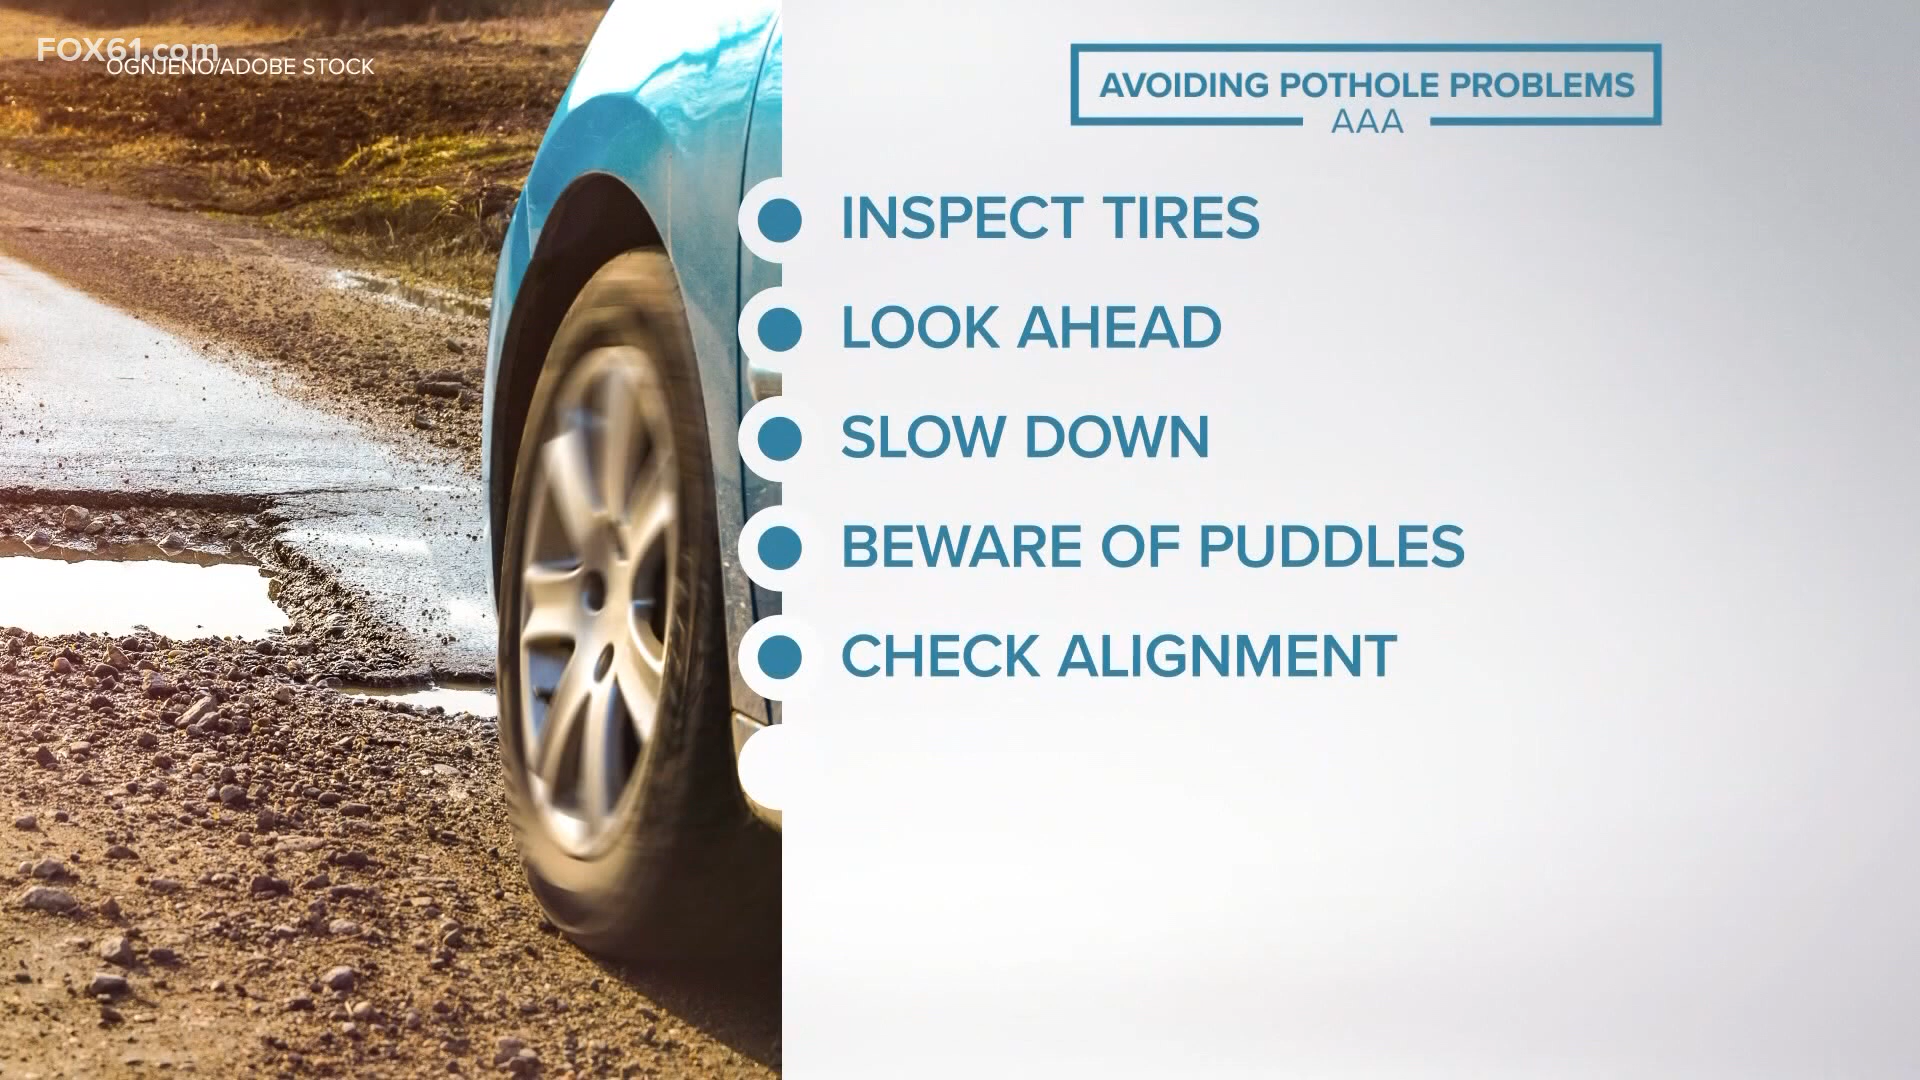 FOX61.com
OGNJENO/ADOBE STOCK
AVOIDING POTHOLE PROBLEMS
AAA
INSPECT TIRES
LOOK AHEAD
SLOW DOWN
BEWARE OF PUDDLES
CHECK ALIGNMENT